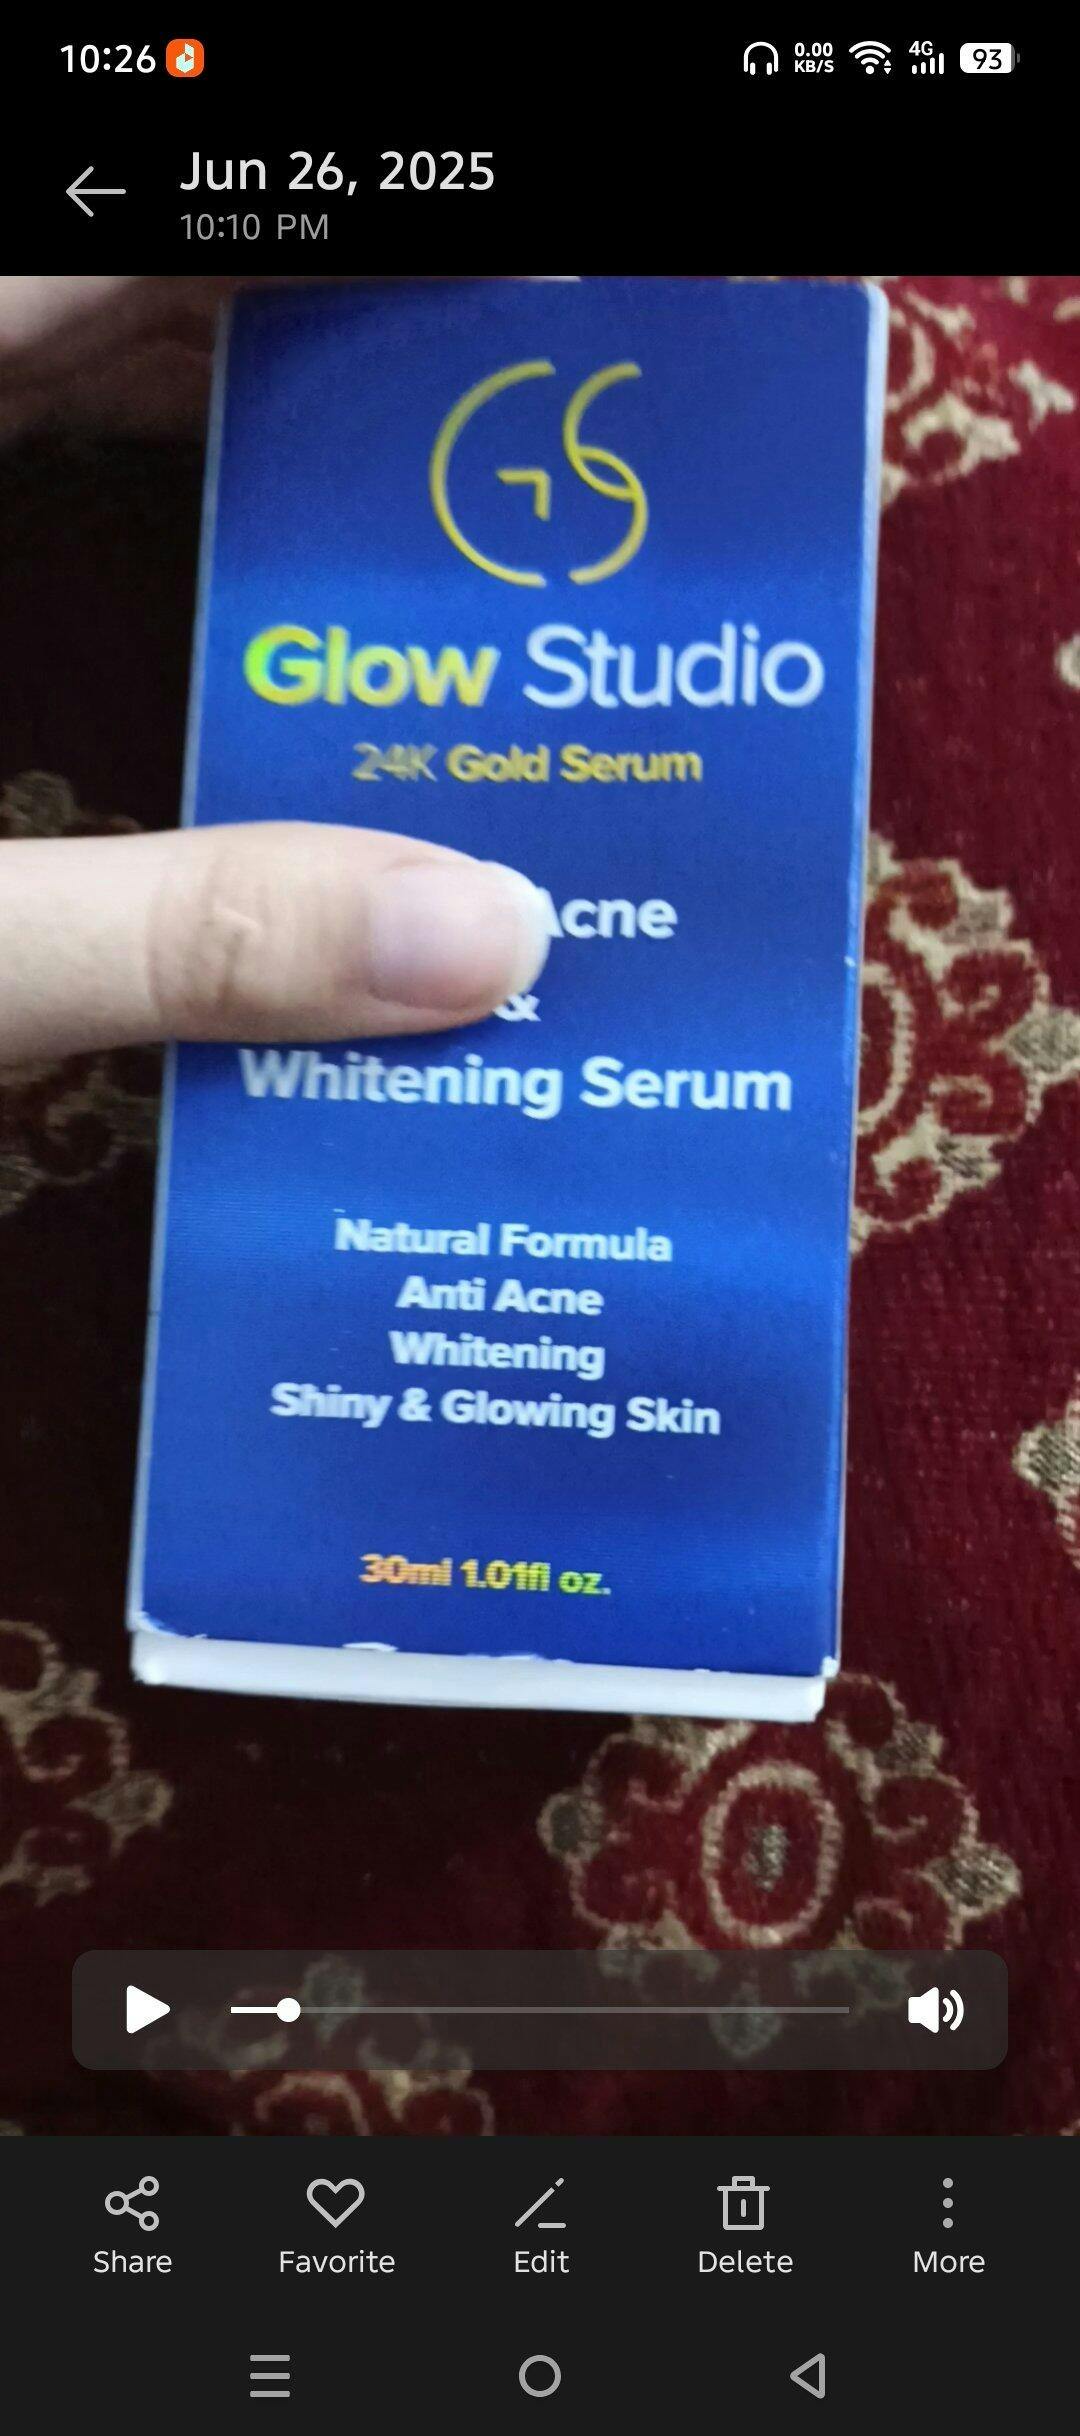 10:26
0.00 KB/S
4G
93
Jun 26, 2025
10:10 PM
GS
Glow Studio
24K Gold Serum
Acne
&
Whitening Serum
Natural Formula
Anti Acne
Whitening
Shiny & Glowing Skin
30ml 1.01fl oz.
Share
Favorite
Edit
Delete
More